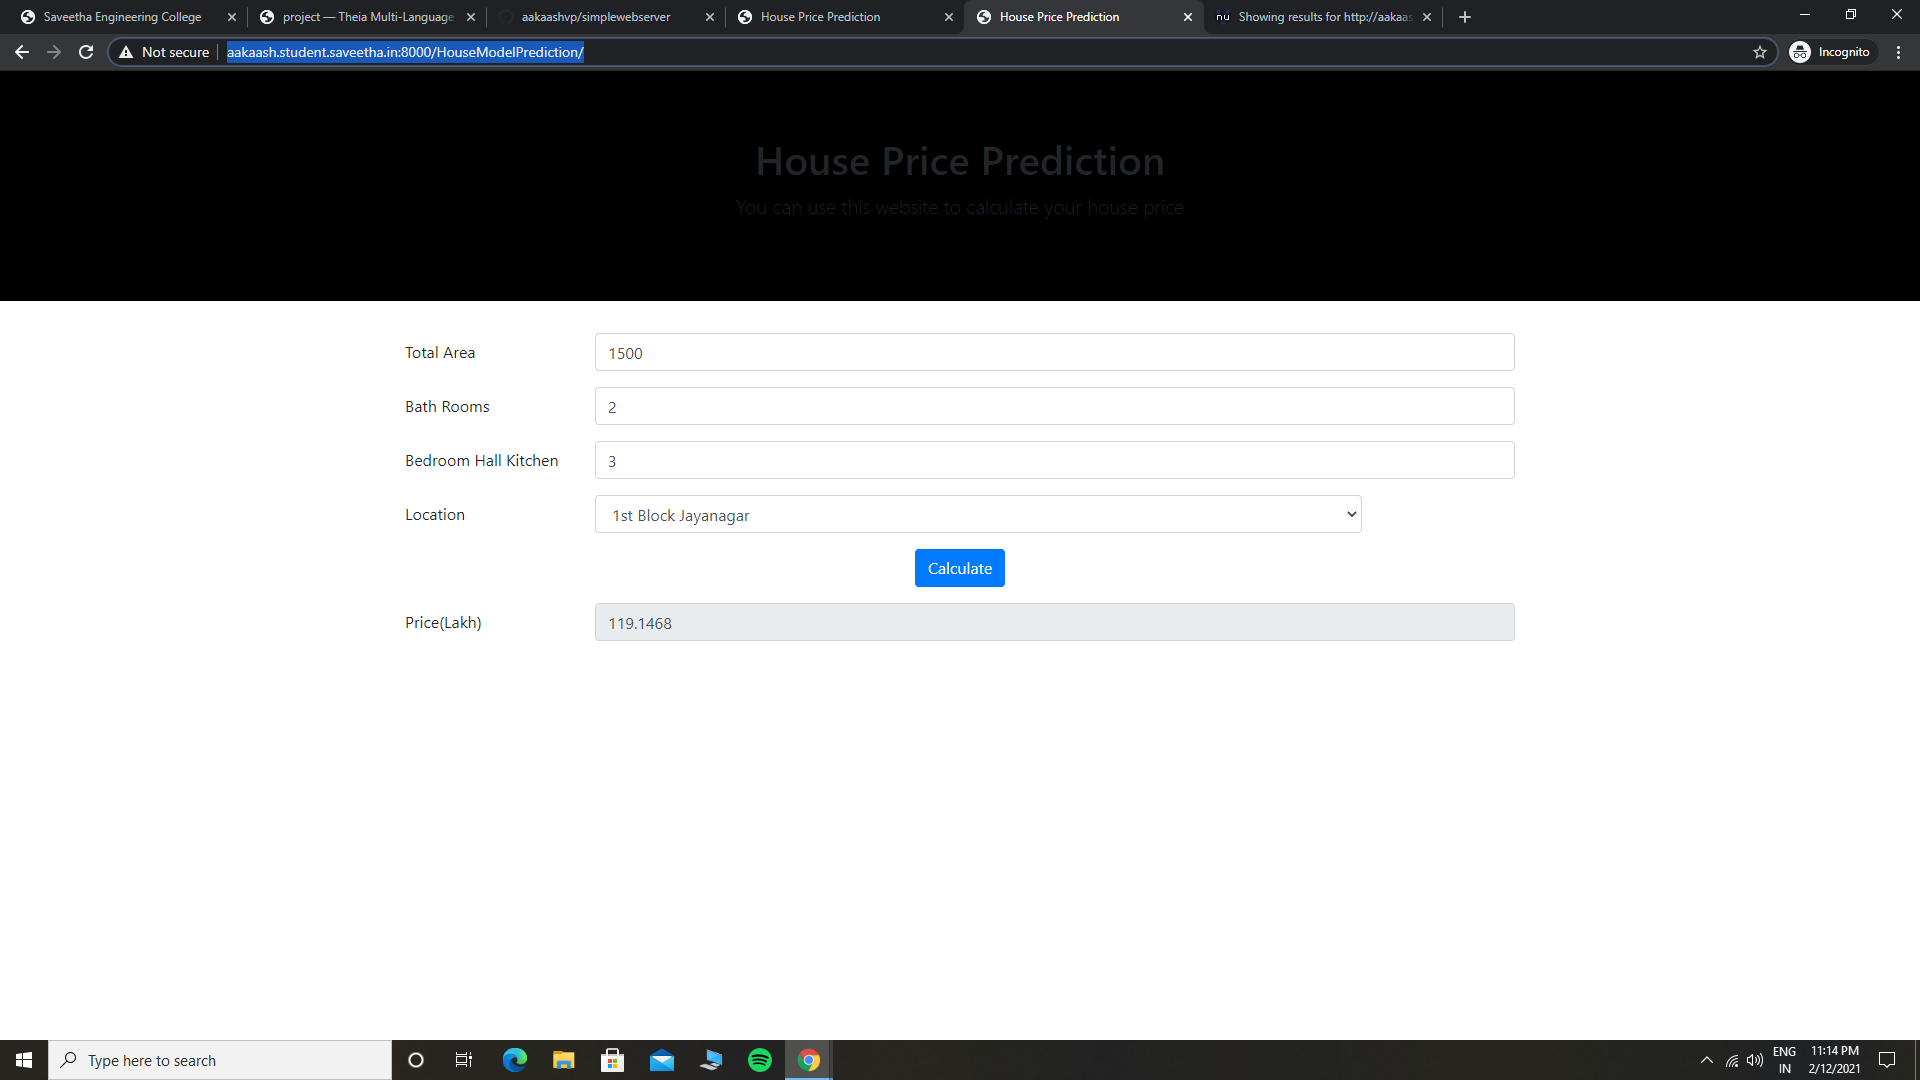 Saveetha Engineering College
project — Theia Multi-Language
aakaashvp/simplewebserver
House Price Prediction
House Price Prediction
nu Showing results for http://aakaas
Not secure aakaash.student.saveetha.in:8000/HouseModelPrediction/
Incognito
House Price Prediction
You can use this website to calculate your house price
Total Area 1500
Bath Rooms 2
Bedroom Hall Kitchen 3
Location 1st Block Jayanagar
Calculate
Price(Lakh) 119.1468
Type here to search
ENG
IN
11:14 PM
2/12/2021